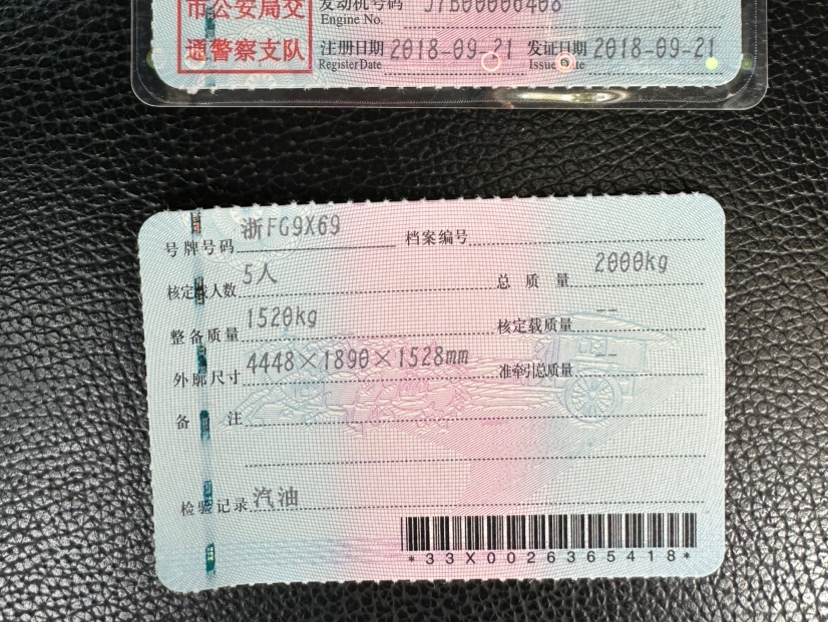 市公安局交
通警察支队
发动机号码 J7B00006408
Engine No.
注册日期 2018-09-21 发证日期 2018-09-21
Register Date Issue Date
号牌号码 浙FG9X69 档案编号
核定载人数 5人 总质量 2000kg
整备质量 1520kg 核定载质量 --
外廓尺寸 4448×1890×1528mm 准牵引总质量 --
备注
检验记录 汽油
*33X0026365418*